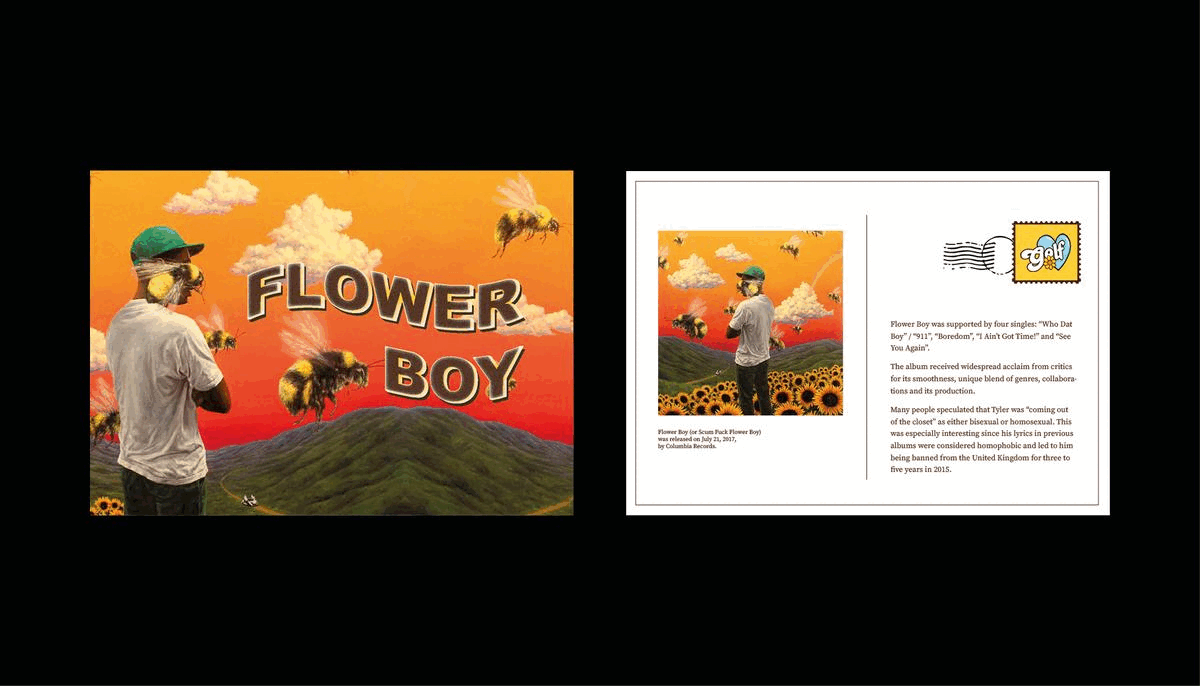 FLOWER
BOY
golf
Flower Boy (or Scum Fuck Flower Boy)
was released on July 21, 2017,
by Columbia Records.
Flower Boy was supported by four singles: “Who Dat
Boy” / “911”, “Boredom”, “I Ain’t Got Time!” and “See
You Again”.
The album received widespread acclaim from critics
for its smoothness, unique blend of genres, collabora-
tions and its production.
Many people speculated that Tyler was “coming out
of the closet” as either bisexual or homosexual. This
was especially interesting since his lyrics in previous
albums were considered homophobic and led to him
being banned from the United Kingdom for three to
five years in 2015.